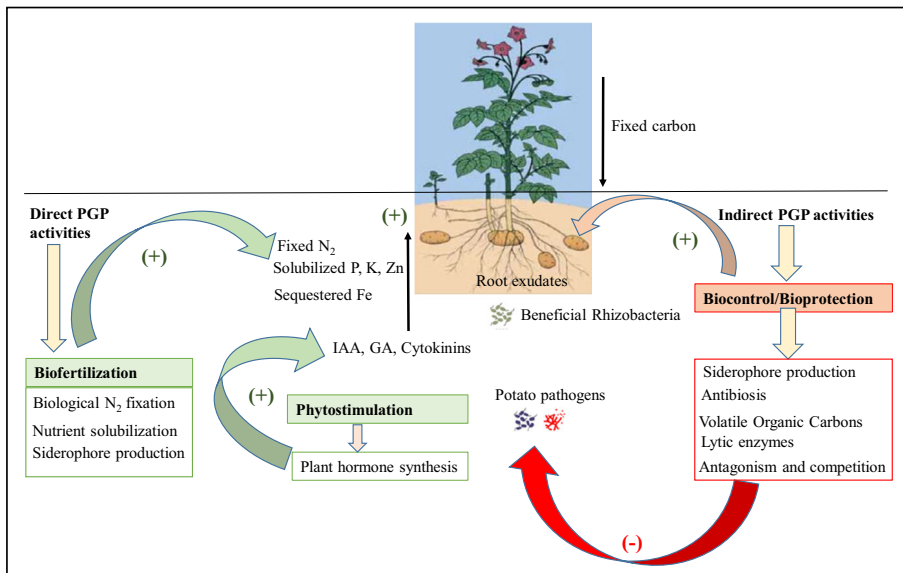 Fixed carbon
Direct PGP
activities
(+)
Fixed N₂
Solubilized P, K, Zn
Sequestered Fe
(+)
Root exudates
Beneficial Rhizobacteria
(+)
Indirect PGP activities
Biocontrol/Bioprotection
IAA, GA, Cytokinins
Biofertilization
Biological N₂ fixation
Nutrient solubilization
Siderophore production
(+)
Phytostimulation
Plant hormone synthesis
Potato pathogens
Siderophore production
Antibiosis
Volatile Organic Carbons
Lytic enzymes
Antagonism and competition
(-)